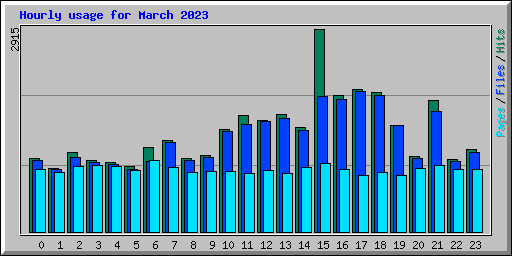 Hourly usage for March 2023
2915
Pages/Files/Hits
0 1 2 3 4 5 6 7 8 9 10 11 12 13 14 15 16 17 18 19 20 21 22 23